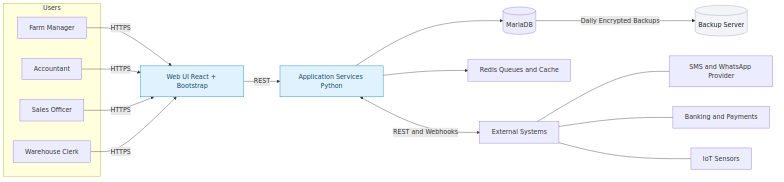 Users
Farm Manager
HTTPS
Accountant
HTTPS
Sales Officer
HTTPS
Warehouse Clerk
HTTPS
Web UI React +
Bootstrap
REST
Application Services
Python
MariaDB
Daily Encrypted Backups
Backup Server
Redis Queues and Cache
REST and Webhooks
External Systems
SMS and WhatsApp
Provider
Banking and Payments
IoT Sensors